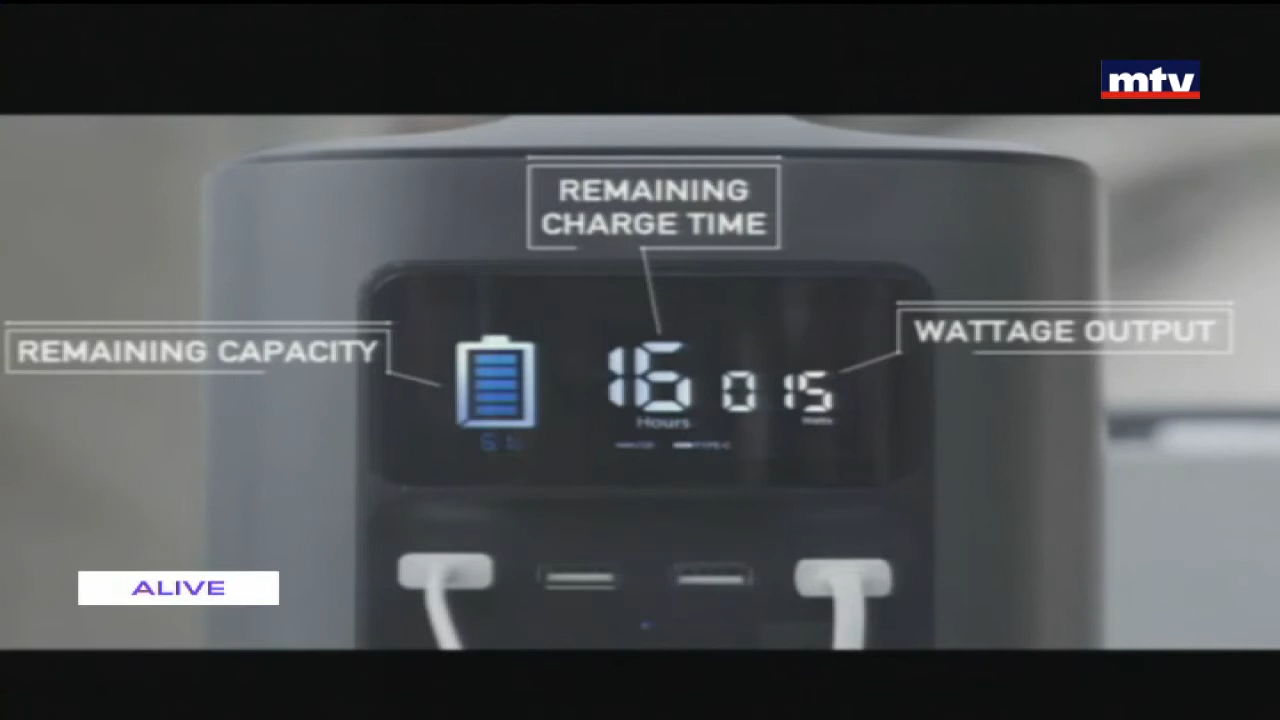 mtv
REMAINING
CHARGE TIME
REMAINING CAPACITY
WATTAGE OUTPUT
16
015
Hours
ALIVE